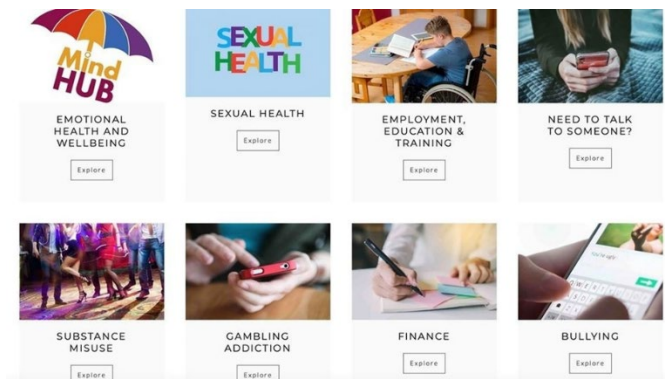 Mind
HUB
SEXUAL
HEALTH
EMOTIONAL
HEALTH AND
WELLBEING
Explore
SEXUAL HEALTH
Explore
EMPLOYMENT,
EDUCATION &
TRAINING
Explore
NEED TO TALK
TO SOMEONE?
Explore
SUBSTANCE
MISUSE
Explore
GAMBLING
ADDICTION
Explore
FINANCE
Explore
BULLYING
Explore